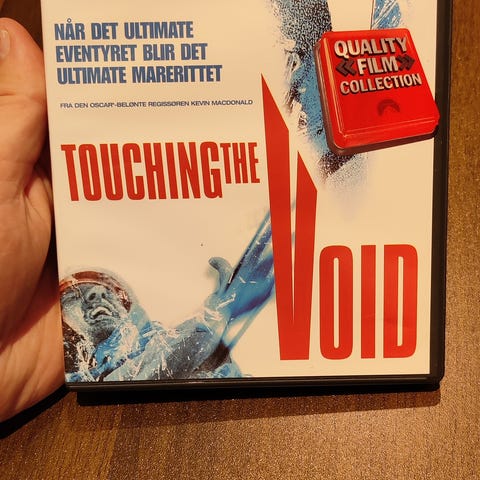 NÅR DET ULTIMATE
EVENTYRET BLIR DET
ULTIMATE MARERITTET
FRA DEN OSCAR®-BELØNTE REGISSØREN KEVIN MACDONALD
QUALITY
FILM
COLLECTION
TOUCHING THE
VOID